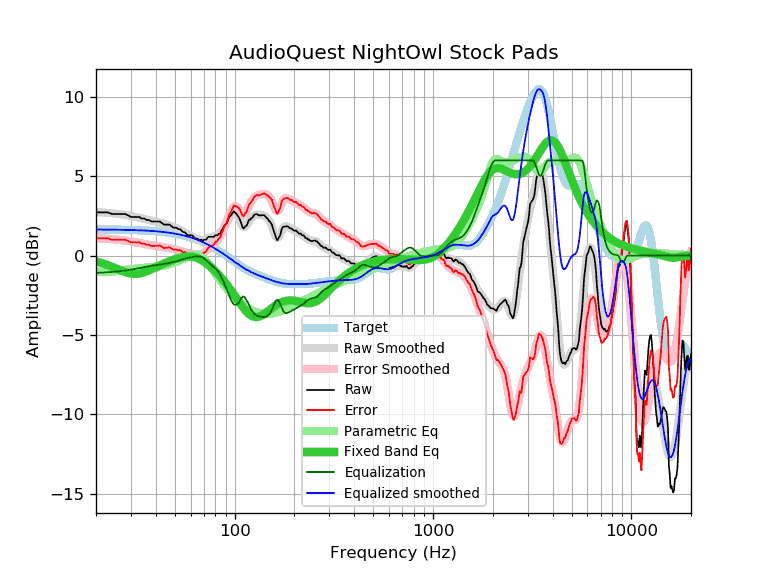 AudioQuest NightOwl Stock Pads
Amplitude (dBr)
10
5
0
−5
−10
−15
Target
Raw Smoothed
Error Smoothed
Raw
Error
Parametric Eq
Fixed Band Eq
Equalization
Equalized smoothed
100
1000
10000
Frequency (Hz)